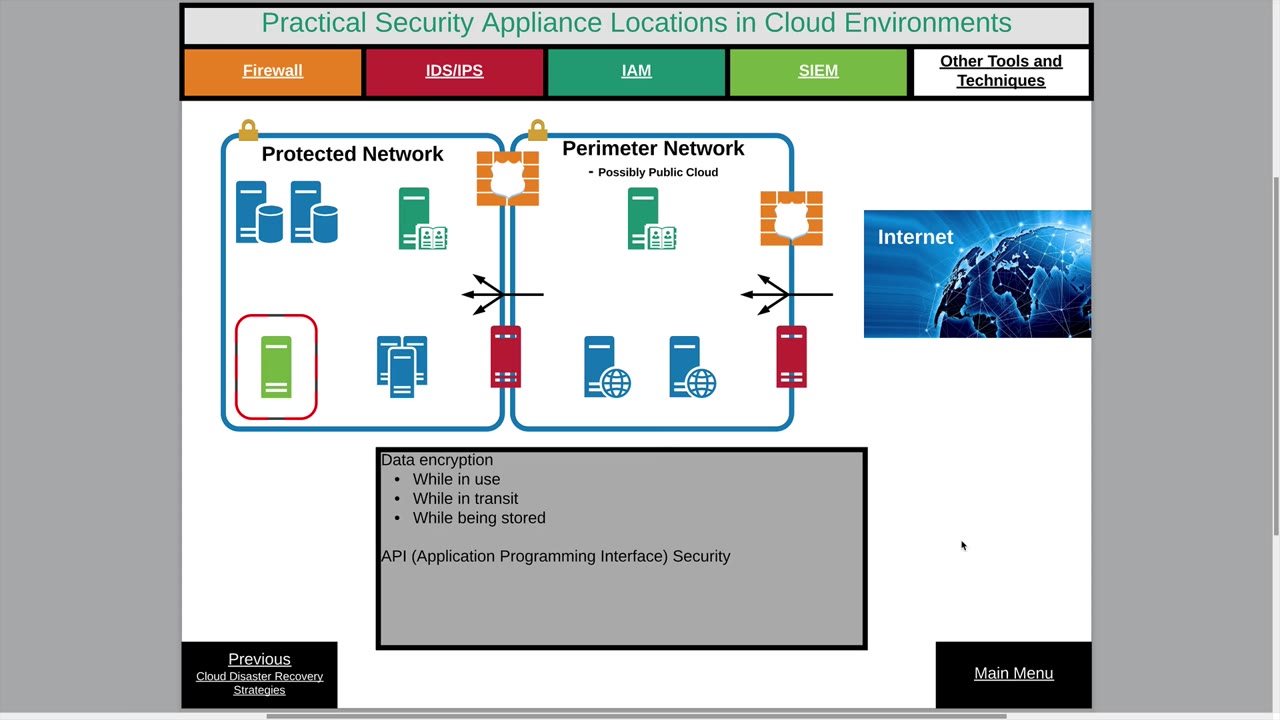 Practical Security Appliance Locations in Cloud Environments
Firewall
IDS/IPS
IAM
SIEM
Other Tools and
Techniques
Protected Network
Perimeter Network
- Possibly Public Cloud
Internet
Data encryption
• While in use
• While in transit
• While being stored
API (Application Programming Interface) Security
Previous
Cloud Disaster Recovery
Strategies
Main Menu